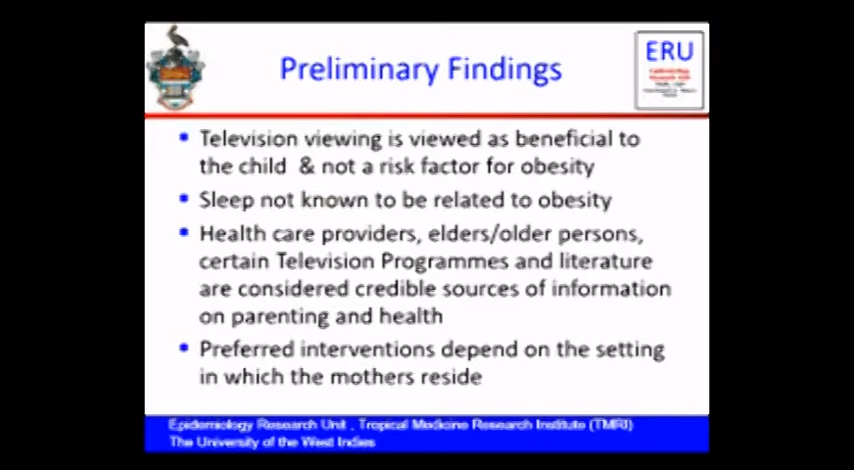 Preliminary Findings
ERU
• Television viewing is viewed as beneficial to
the child & not a risk factor for obesity
• Sleep not known to be related to obesity
• Health care providers, elders/older persons,
certain Television Programmes and literature
are considered credible sources of information
on parenting and health
• Preferred interventions depend on the setting
in which the mothers reside
Epidemiology Research Unit , Tropical Medicine Research Institute (TMRI)
The University of the West Indies